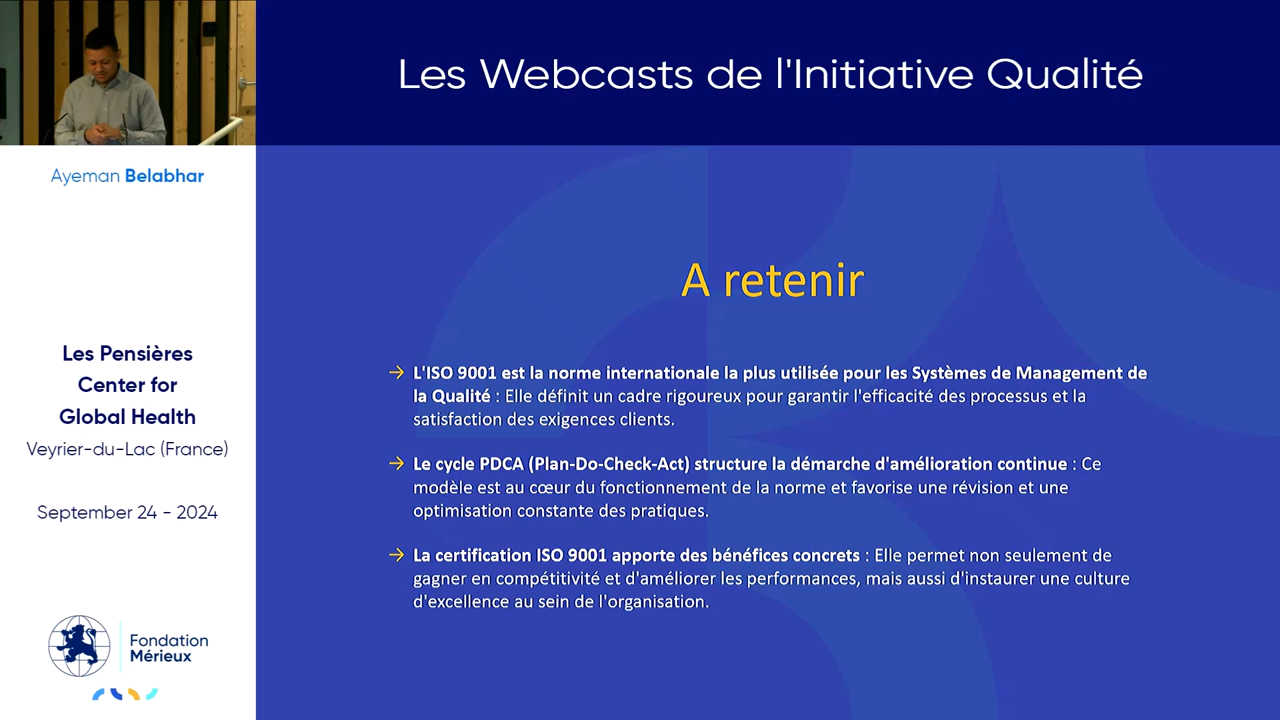 Les Webcasts de l'Initiative Qualité
Ayeman Belabhar
Les Pensières
Center for
Global Health
Veyrier-du-Lac (France)
September 24 - 2024
Fondation
Mérieux
A retenir
→ L'ISO 9001 est la norme internationale la plus utilisée pour les Systèmes de Management de
la Qualité : Elle définit un cadre rigoureux pour garantir l'efficacité des processus et la
satisfaction des exigences clients.
→ Le cycle PDCA (Plan-Do-Check-Act) structure la démarche d'amélioration continue : Ce
modèle est au cœur du fonctionnement de la norme et favorise une révision et une
optimisation constante des pratiques.
→ La certification ISO 9001 apporte des bénéfices concrets : Elle permet non seulement de
gagner en compétitivité et d'améliorer les performances, mais aussi d'instaurer une culture
d'excellence au sein de l'organisation.